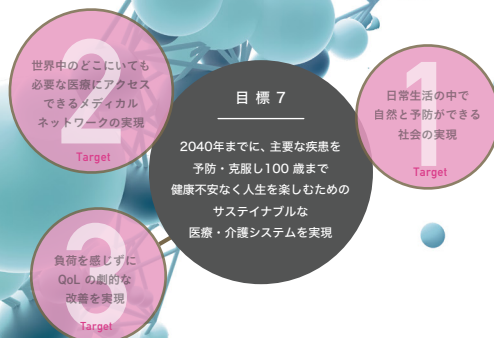 目標7
2040年までに、主要な疾患を
予防・克服し100 歳まで
健康不安なく人生を楽しむための
サステイナブルな
医療・介護システムを実現
1
日常生活の中で
自然と予防ができる
社会の実現
Target
2
世界中のどこにいても
必要な医療にアクセス
できるメディカル
ネットワークの実現
Target
3
負荷を感じずに
QoL の劇的な
改善を実現
Target